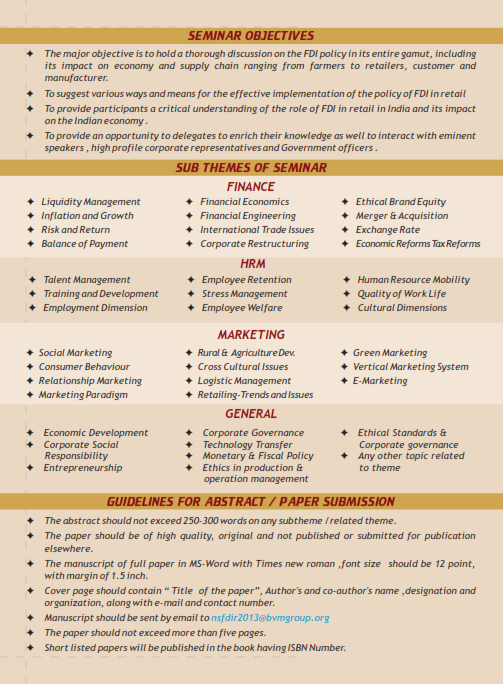 SEMINAR OBJECTIVES
✦ The major objective is to hold a thorough discussion on the FDI policy in its entire gamut, including
its impact on economy and supply chain ranging from farmers to retailers, customer and
manufacturer.
✦ To suggest various ways and means for the effective implementation of the policy of FDI in retail
✦ To provide participants a critical understanding of the role of FDI in retail in India and its impact
on the Indian economy .
✦ To provide an opportunity to delegates to enrich their knowledge as well to interact with eminent
speakers , high profile corporate representatives and Government officers .
SUB THEMES OF SEMINAR
FINANCE
✦ Liquidity Management ✦ Financial Economics ✦ Ethical Brand Equity
✦ Inflation and Growth ✦ Financial Engineering ✦ Merger & Acquisition
✦ Risk and Return ✦ International Trade Issues ✦ Exchange Rate
✦ Balance of Payment ✦ Corporate Restructuring ✦ Economic Reforms Tax Reforms
HRM
✦ Talent Management ✦ Employee Retention ✦ Human Resource Mobility
✦ Training and Development ✦ Stress Management ✦ Quality of Work Life
✦ Employment Dimension ✦ Employee Welfare ✦ Cultural Dimensions
MARKETING
✦ Social Marketing ✦ Rural & Agriculture Dev. ✦ Green Marketing
✦ Consumer Behaviour ✦ Cross Cultural Issues ✦ Vertical Marketing System
✦ Relationship Marketing ✦ Logistic Management ✦ E-Marketing
✦ Marketing Paradigm ✦ Retailing-Trends and Issues
GENERAL
✦ Economic Development ✦ Corporate Governance ✦ Ethical Standards &
✦ Corporate Social ✦ Technology Transfer Corporate governance
Responsibility ✦ Monetary & Fiscal Policy ✦ Any other topic related
✦ Entrepreneurship ✦ Ethics in production & to theme
operation management
GUIDELINES FOR ABSTRACT / PAPER SUBMISSION
✦ The abstract should not exceed 250-300 words on any subtheme / related theme.
✦ The paper should be of high quality, original and not published or submitted for publication
elsewhere.
✦ The manuscript of full paper in MS-Word with Times new roman ,font size should be 12 point,
with margin of 1.5 inch.
✦ Cover page should contain “ Title of the paper”, Author's and co-author's name ,designation and
organization, along with e-mail and contact number.
✦ Manuscript should be sent by email to nsfdir2013@bvmgroup.org
✦ The paper should not exceed more than five pages.
✦ Short listed papers will be published in the book having ISBN Number.